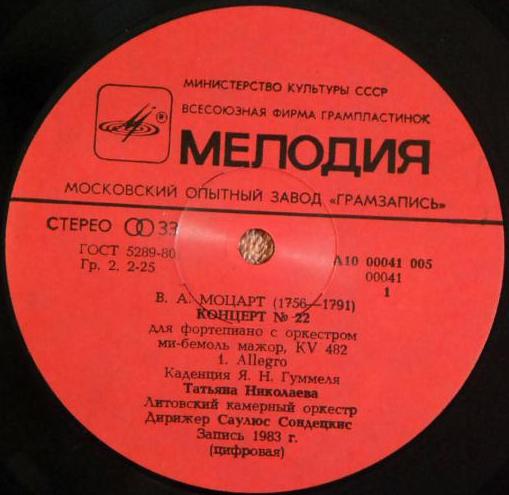 МИНИСТЕРСТВО КУЛЬТУРЫ СССР
ВСЕСОЮЗНАЯ ФИРМА ГРАМПЛАСТИНОК
МЕЛОДИЯ
МОСКОВСКИЙ ОПЫТНЫЙ ЗАВОД «ГРАМЗАПИСЬ»
СТЕРЕО 33
ГОСТ 5289-80
Гр. 2. 2-25
А10 00041 005
00041
1
В. А. МОЦАРТ (1756—1791)
КОНЦЕРТ № 22
для фортепиано с оркестром
ми-бемоль мажор, KV 482
1. Allegro
Каденция Я. Н. Гуммеля
Татьяна Николаева
Литовский камерный оркестр
Дирижер Саулюс Сондецкис
Запись 1983 г.
(цифровая)